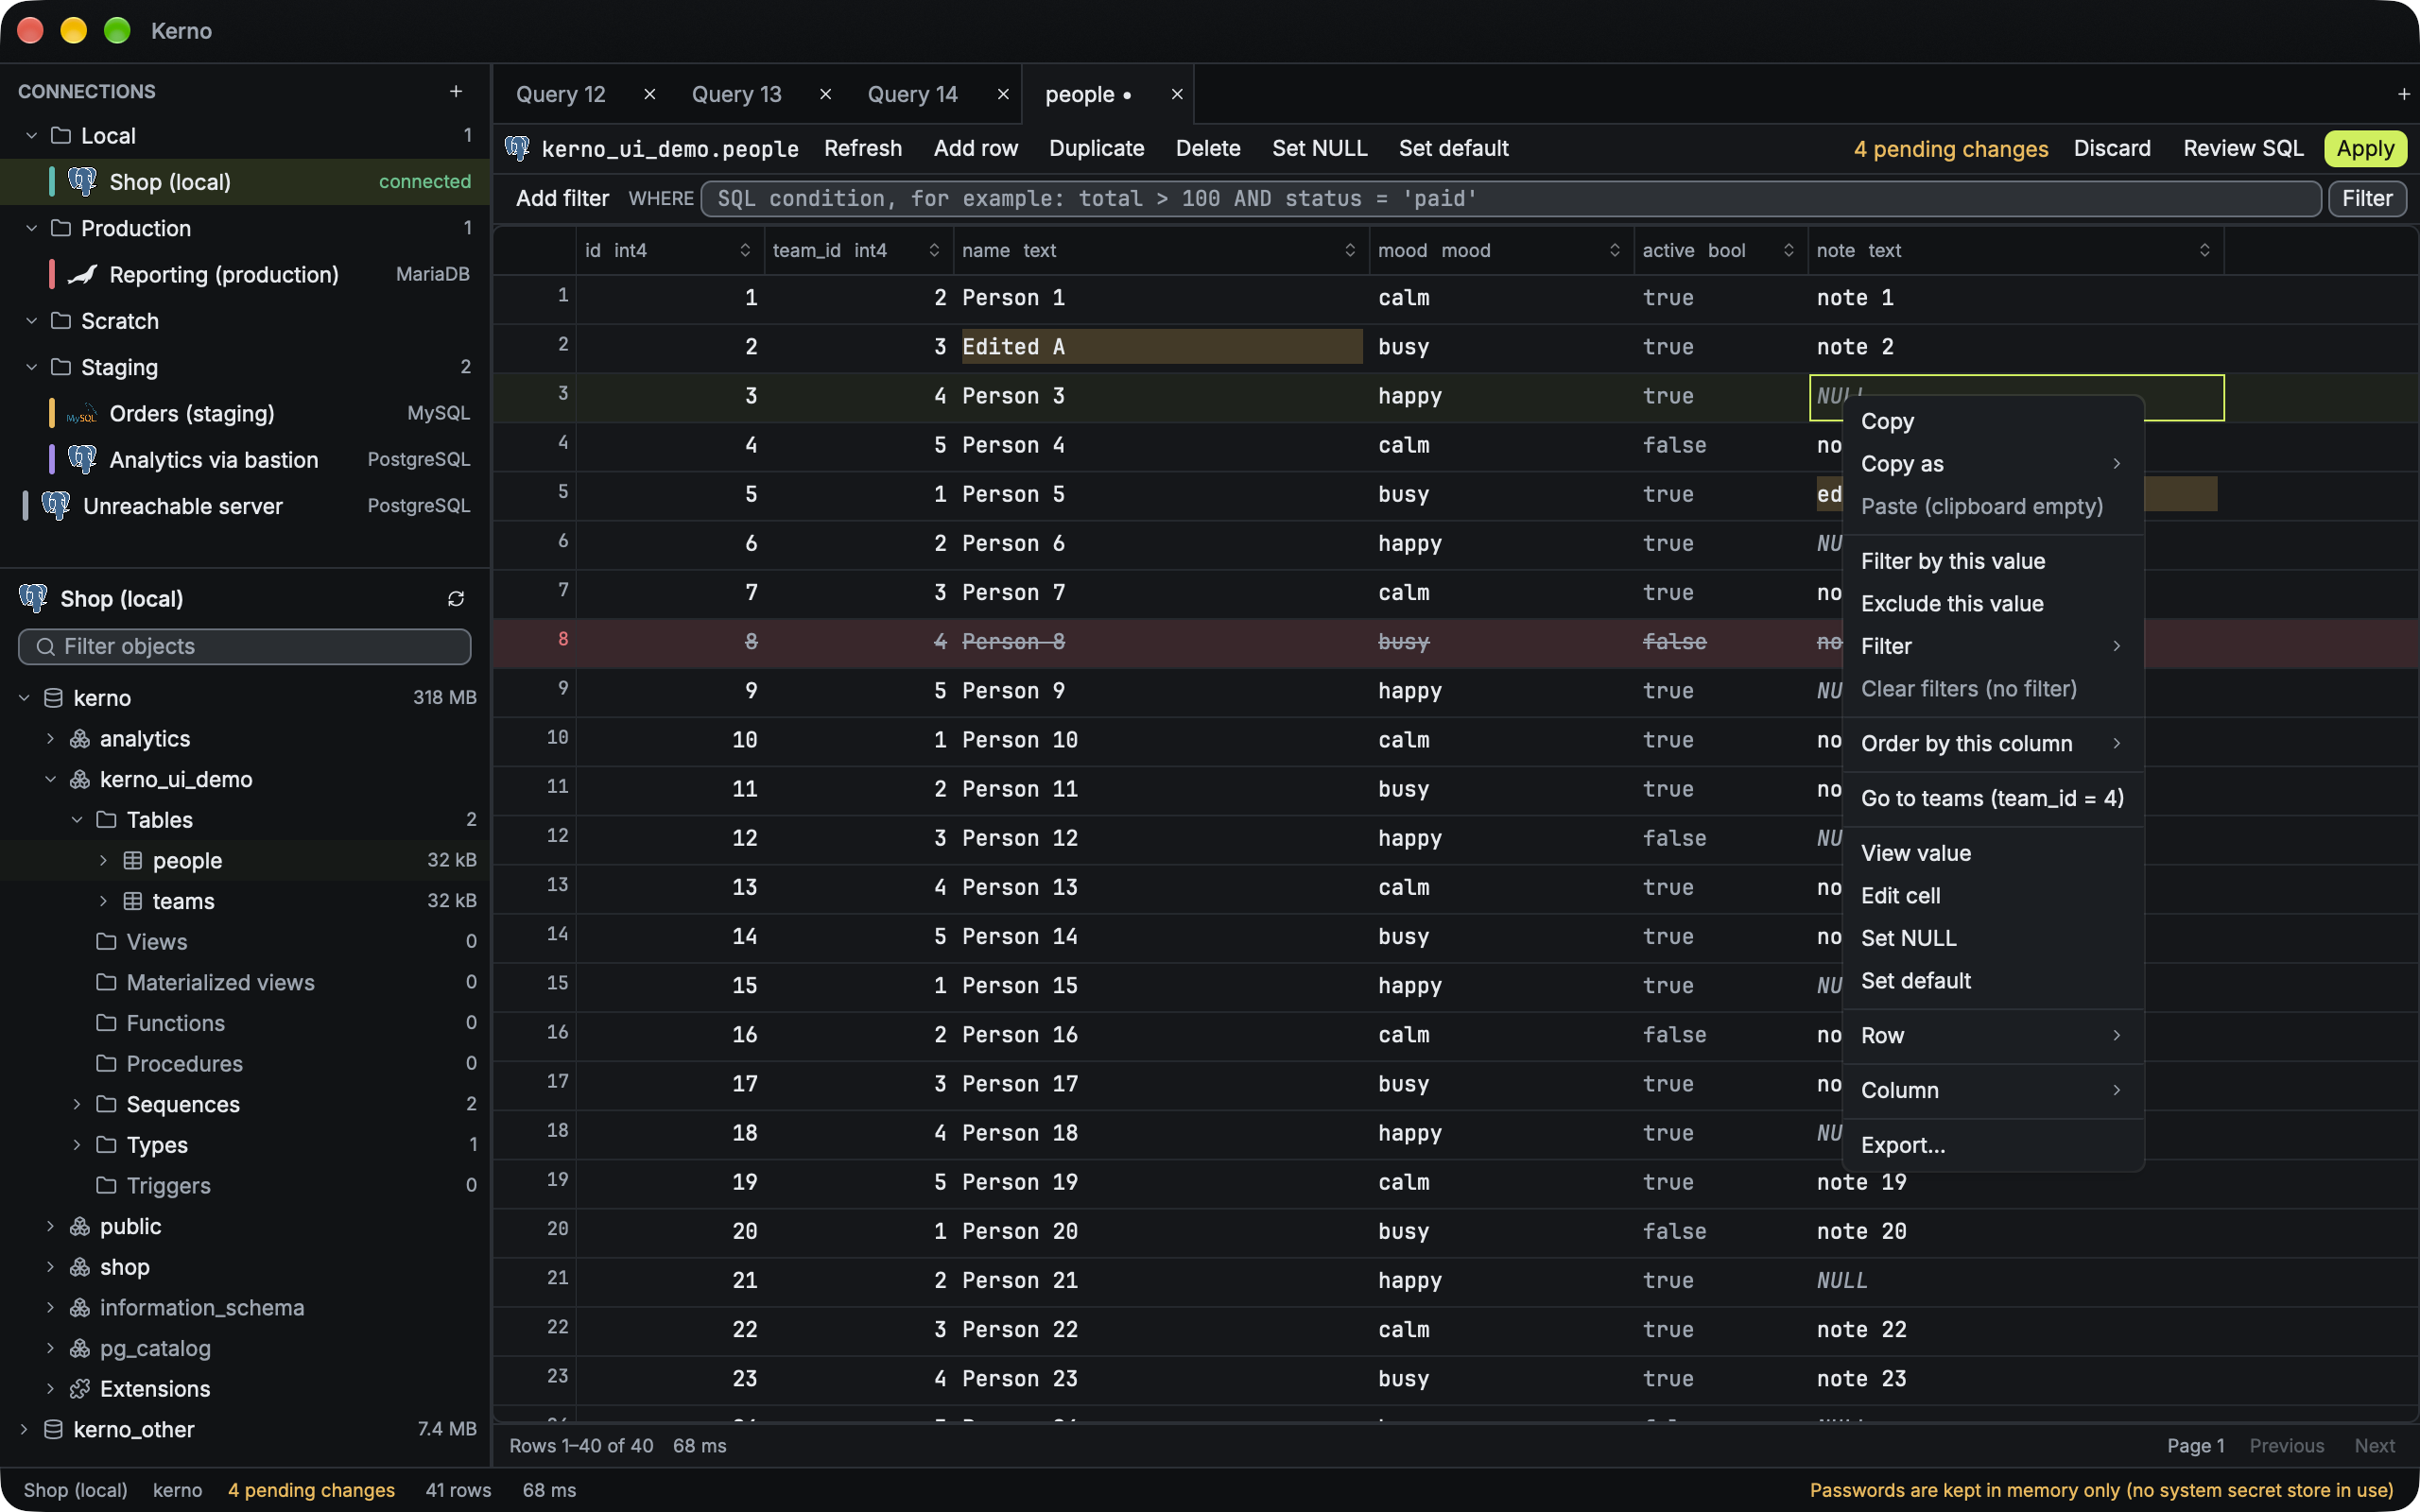 Kerno
CONNECTIONS
Local 1
Shop (local) connected
Production 1
Reporting (production) MariaDB
Scratch
Staging 2
MySQL Orders (staging) MySQL
Analytics via bastion PostgreSQL
Unreachable server PostgreSQL
Shop (local)
Filter objects
kerno 318 MB
analytics
kerno_ui_demo
Tables 2
people 32 kB
teams 32 kB
Views 0
Materialized views 0
Functions 0
Procedures 0
Sequences 2
Types 1
Triggers 0
public
shop
information_schema
pg_catalog
Extensions
kerno_other 7.4 MB
Query 12 × Query 13 × Query 14 × people • × +
kerno_ui_demo.people Refresh Add row Duplicate Delete Set NULL Set default 4 pending changes Discard Review SQL Apply
Add filter WHERE SQL condition, for example: total > 100 AND status = 'paid' Filter
id int4 team_id int4 name text mood mood active bool note text
1 1 2 Person 1 calm true note 1
2 2 3 Edited A busy true note 2
3 3 4 Person 3 happy true NULL
4 4 5 Person 4 calm false no
5 5 1 Person 5 busy true ed
6 6 2 Person 6 happy true NU
7 7 3 Person 7 calm true no
8 8 4 Person 8 busy false no
9 9 5 Person 9 happy true NU
10 10 1 Person 10 calm true no
11 11 2 Person 11 busy true no
12 12 3 Person 12 happy false NU
13 13 4 Person 13 calm true no
14 14 5 Person 14 busy true no
15 15 1 Person 15 happy true NU
16 16 2 Person 16 calm false no
17 17 3 Person 17 busy true no
18 18 4 Person 18 happy true NU
19 19 5 Person 19 calm true note 19
20 20 1 Person 20 busy false note 20
21 21 2 Person 21 happy true NULL
22 22 3 Person 22 calm true note 22
23 23 4 Person 23 busy true note 23
Copy
Copy as
Paste (clipboard empty)
Filter by this value
Exclude this value
Filter
Clear filters (no filter)
Order by this column
Go to teams (team_id = 4)
View value
Edit cell
Set NULL
Set default
Row
Column
Export...
Rows 1–40 of 40 68 ms Page 1 Previous Next
Shop (local) kerno 4 pending changes 41 rows 68 ms Passwords are kept in memory only (no system secret store in use)